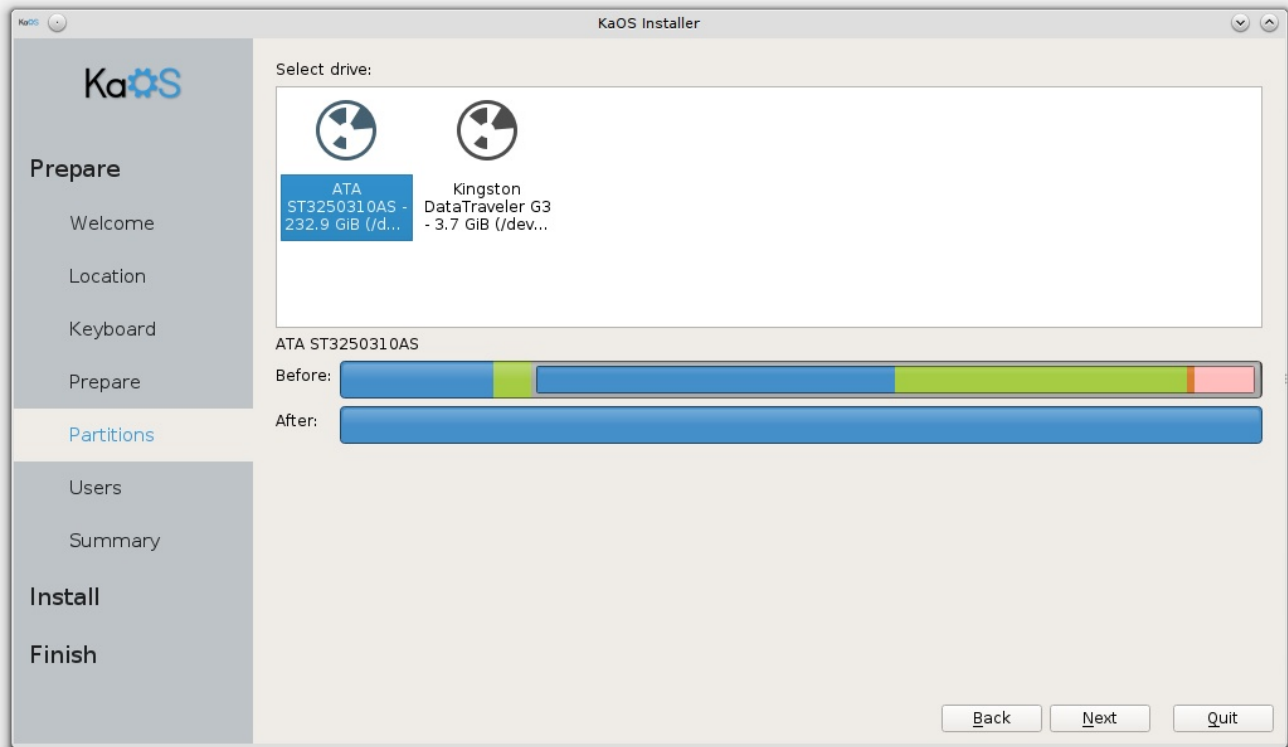 KaOS
KaOS Installer
KaOS
Prepare
Welcome
Location
Keyboard
Prepare
Partitions
Users
Summary
Install
Finish
Select drive:
ATA
ST3250310AS -
232.9 GiB (/d...
Kingston
DataTraveler G3
- 3.7 GiB (/dev...
ATA ST3250310AS
Before:
After:
Back
Next
Quit